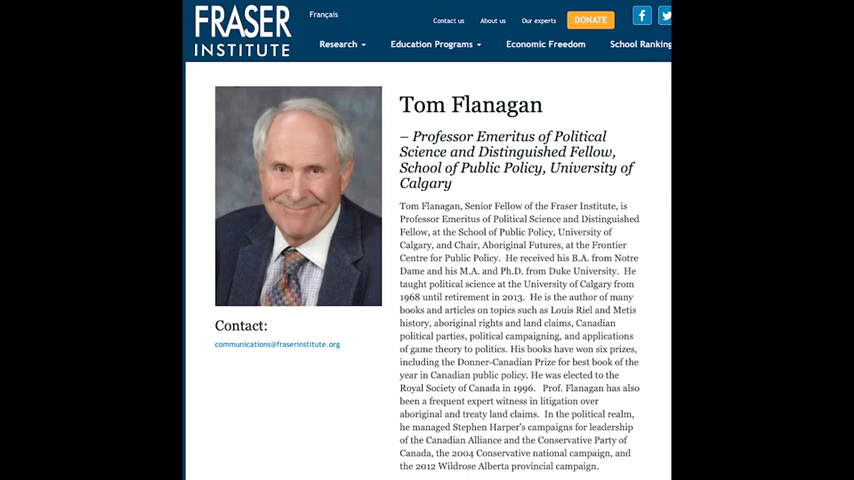 FRASER
INSTITUTE
Français
Contact us
About us
Our experts
DONATE
Research
Education Programs
Economic Freedom
School Ranking
Tom Flanagan
– Professor Emeritus of Political
Science and Distinguished Fellow,
School of Public Policy, University of
Calgary
Tom Flanagan, Senior Fellow of the Fraser Institute, is
Professor Emeritus of Political Science and Distinguished
Fellow, at the School of Public Policy, University of
Calgary, and Chair, Aboriginal Futures, at the Frontier
Centre for Public Policy. He received his B.A. from Notre
Dame and his M.A. and Ph.D. from Duke University. He
taught political science at the University of Calgary from
1968 until retirement in 2013. He is the author of many
books and articles on topics such as Louis Riel and Metis
history, aboriginal rights and land claims, Canadian
political parties, political campaigning, and applications
of game theory to politics. His books have won six prizes,
including the Donner-Canadian Prize for best book of the
year in Canadian public policy. He was elected to the
Royal Society of Canada in 1996. Prof. Flanagan has also
been a frequent expert witness in litigation over
aboriginal and treaty land claims. In the political realm,
he managed Stephen Harper's campaigns for leadership
of the Canadian Alliance and the Conservative Party of
Canada, the 2004 Conservative national campaign, and
the 2012 Wildrose Alberta provincial campaign.
Contact:
communications@fraserinstitute.org